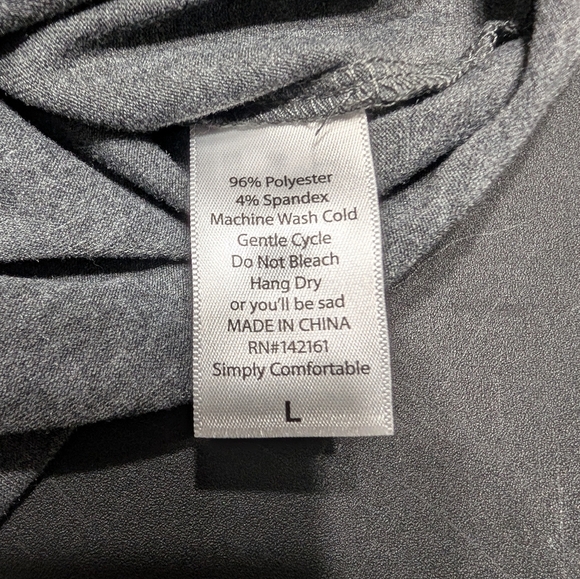 96% Polyester
4% Spandex
Machine Wash Cold
Gentle Cycle
Do Not Bleach
Hang Dry
or you'll be sad
MADE IN CHINA
RN#142161
Simply Comfortable
L